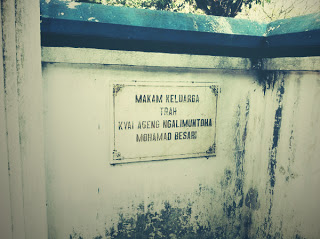 MAKAM KELUARGA
TRAH
KYAI AGENG NGALIMUNTOHA
MOHAMAD BESARI